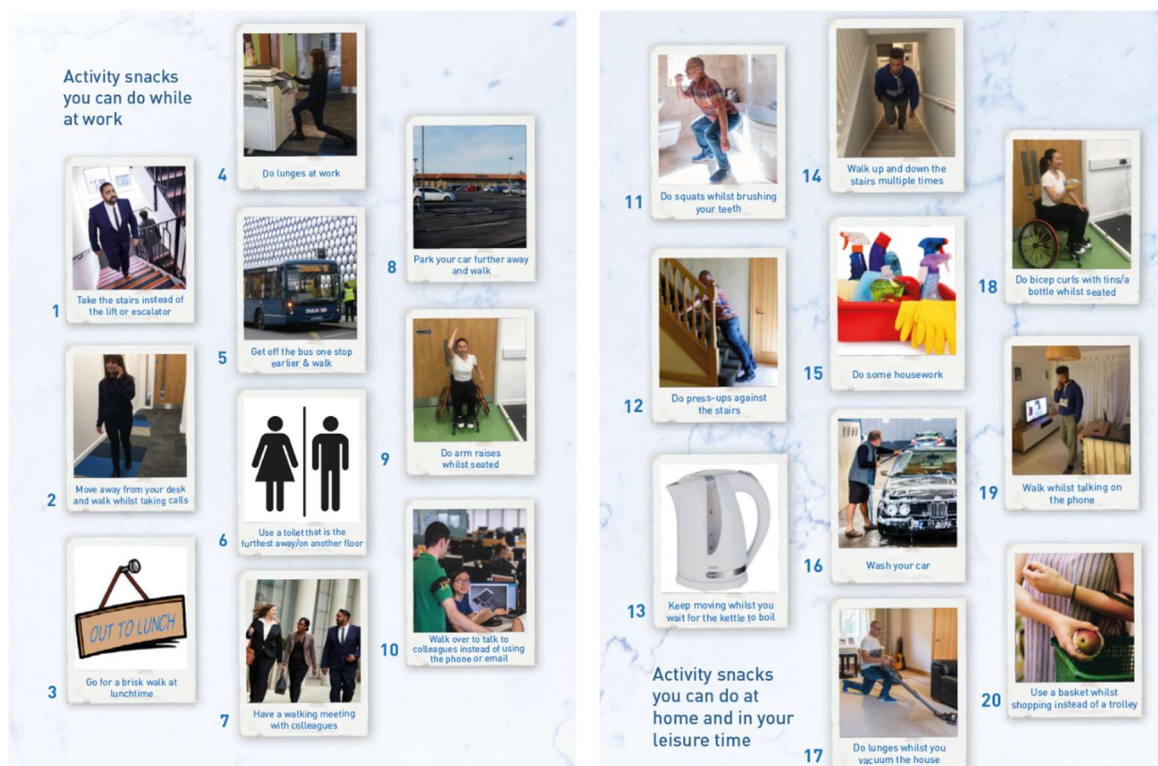 Activity snacks
you can do while
at work
1
Take the stairs instead of
the lift or escalator
2
Move away from your desk
and walk whilst taking calls
3
OUT TO LUNCH
Go for a brisk walk at
lunchtime
4
Do lunges at work
5
Get off the bus one stop
earlier & walk
6
Use a toilet that is the
furthest away/on another floor
7
Have a walking meeting
with colleagues
8
Park your car further away
and walk
9
Do arm raises
whilst seated
10
Walk over to talk to
colleagues instead of using
the phone or email
11
Do squats whilst brushing
your teeth
12
Do press-ups against
the stairs
13
Keep moving whilst you
wait for the kettle to boil
Activity snacks
you can do at
home and in your
leisure time
14
Walk up and down the
stairs multiple times
15
Do some housework
16
Wash your car
17
Do lunges whilst you
vacuum the house
18
Do bicep curls with tins/a
bottle whilst seated
19
Walk whilst talking on
the phone
20
Use a basket whilst
shopping instead of a trolley